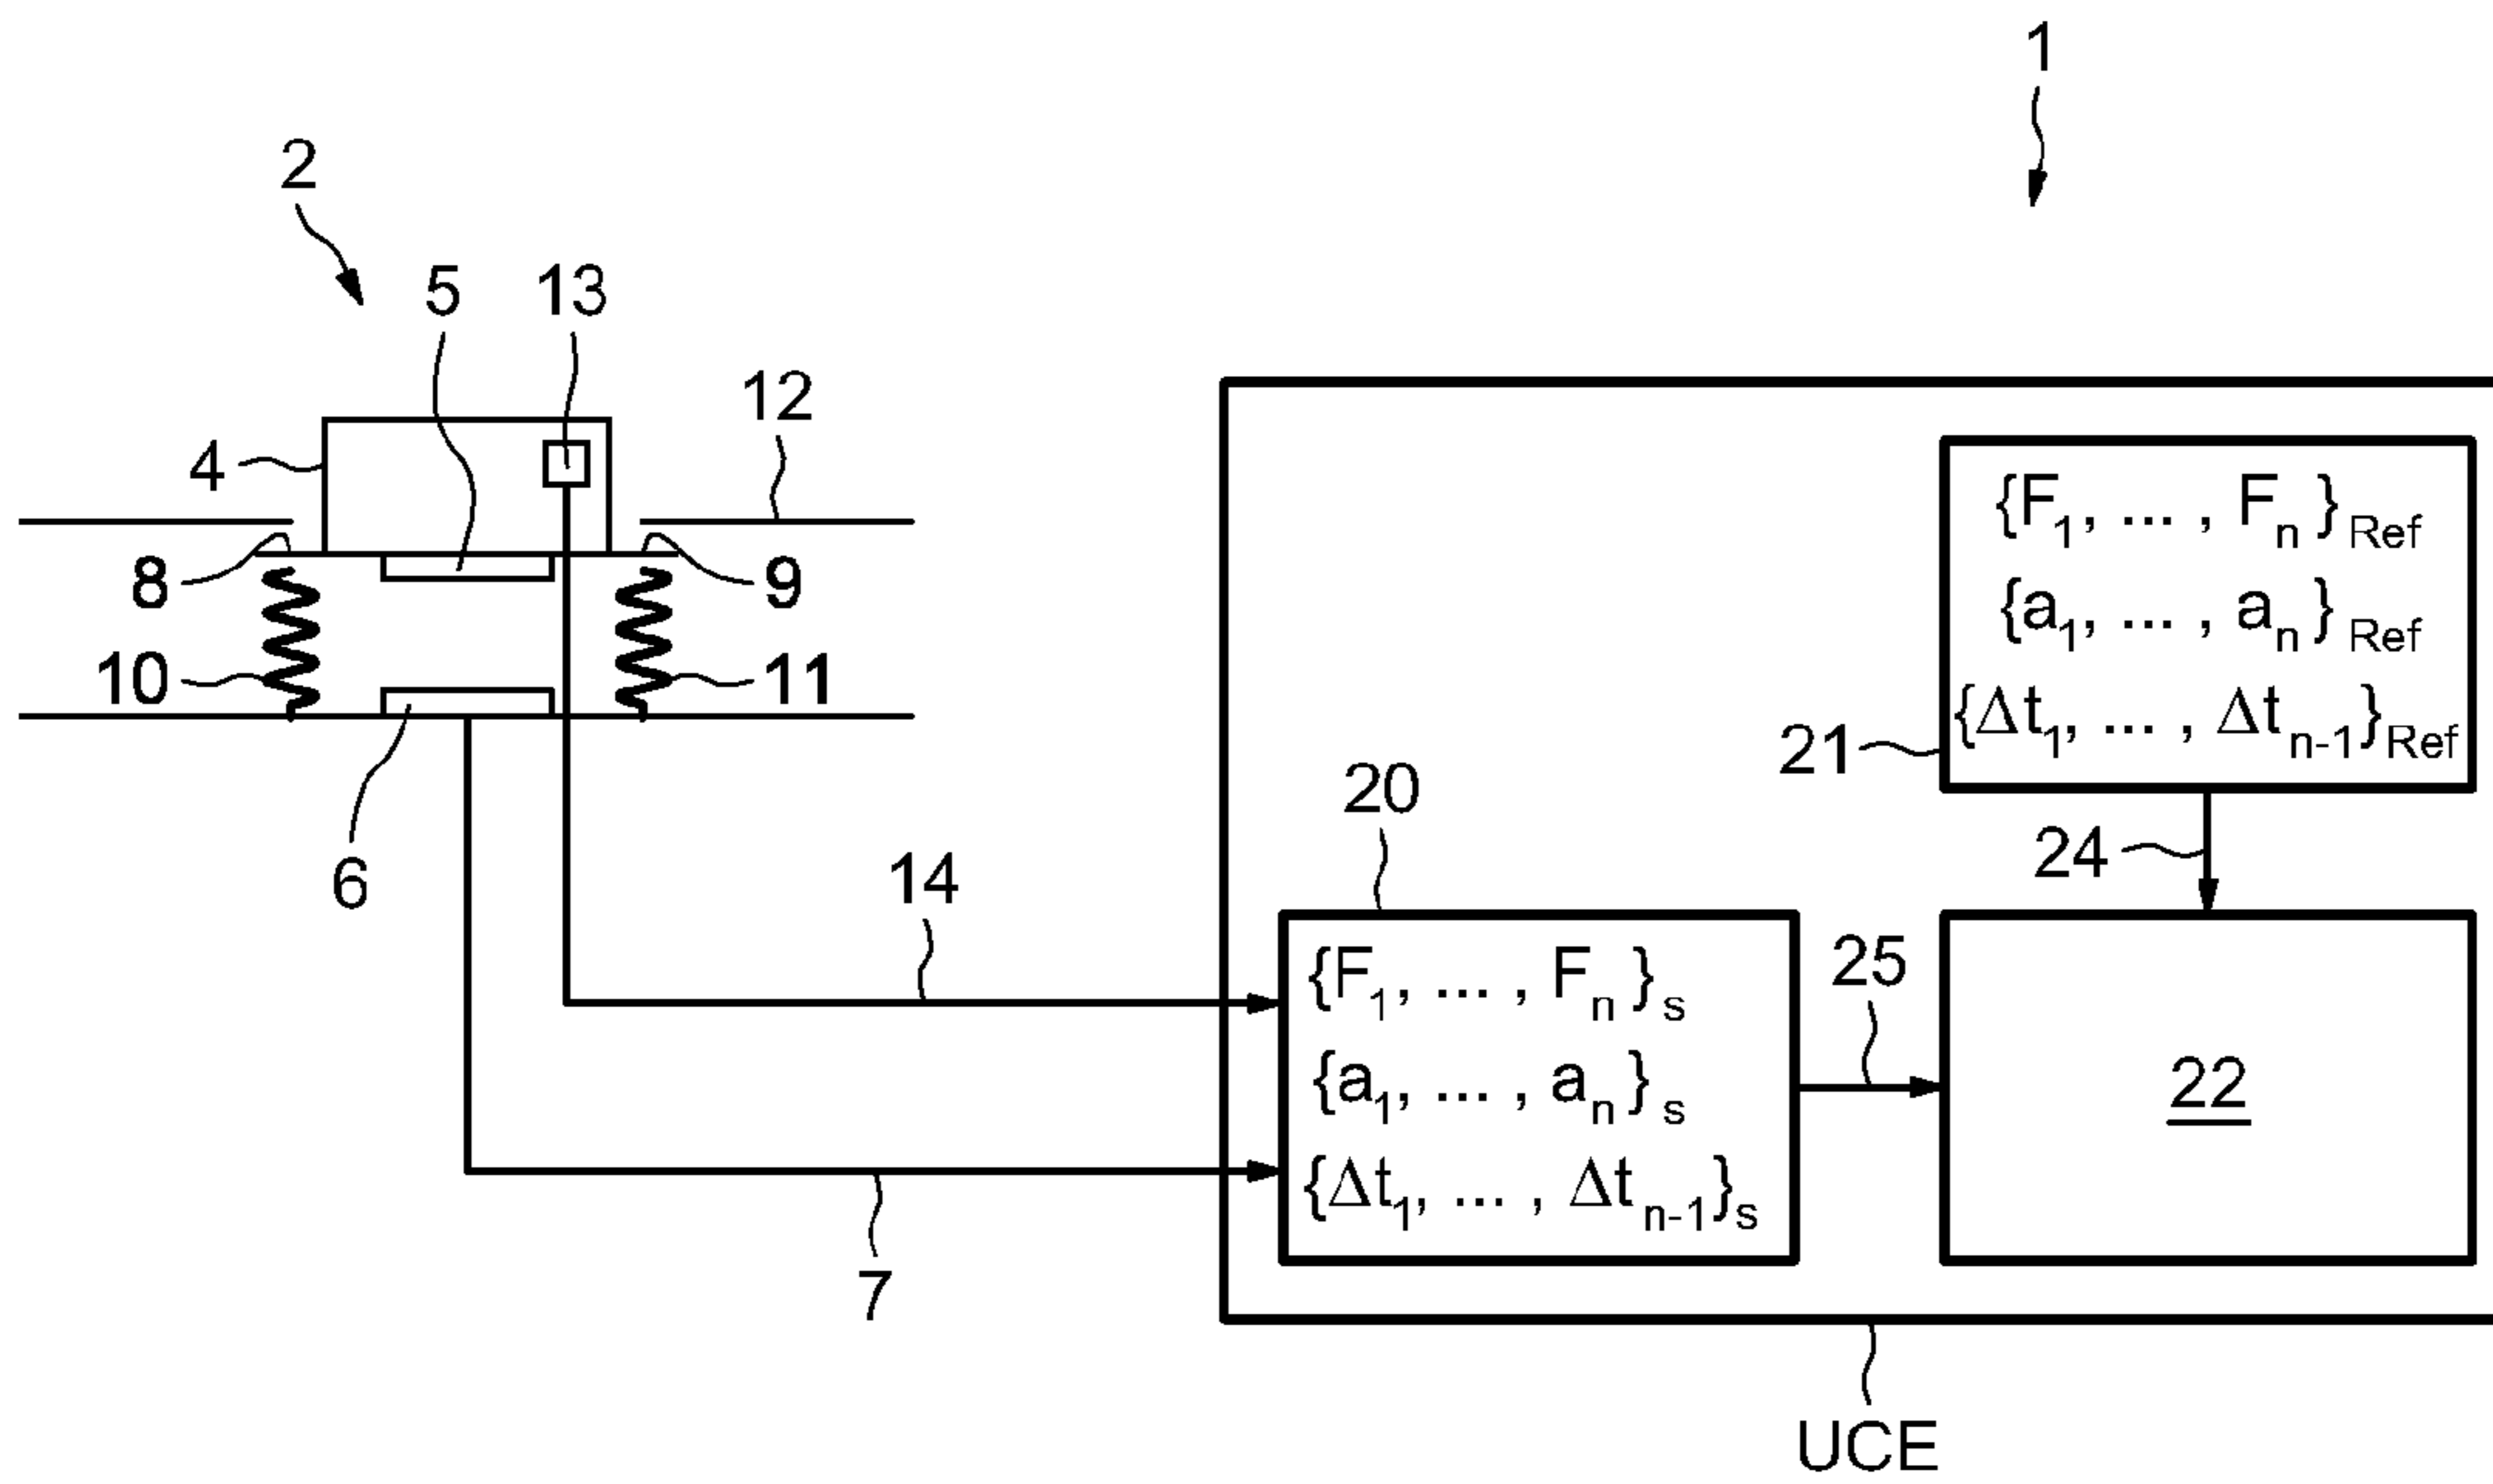 1
2
5
13
12
4
8
9
10
11
6
14
7
20
21
24
25
{F1, ... , Fn}Ref
{a1, ... , an}Ref
{Δt1, ... , Δtn-1}Ref
{F1, ... , Fn}s
{a1, ... , an}s
{Δt1, ... , Δtn-1}s
22
UCE